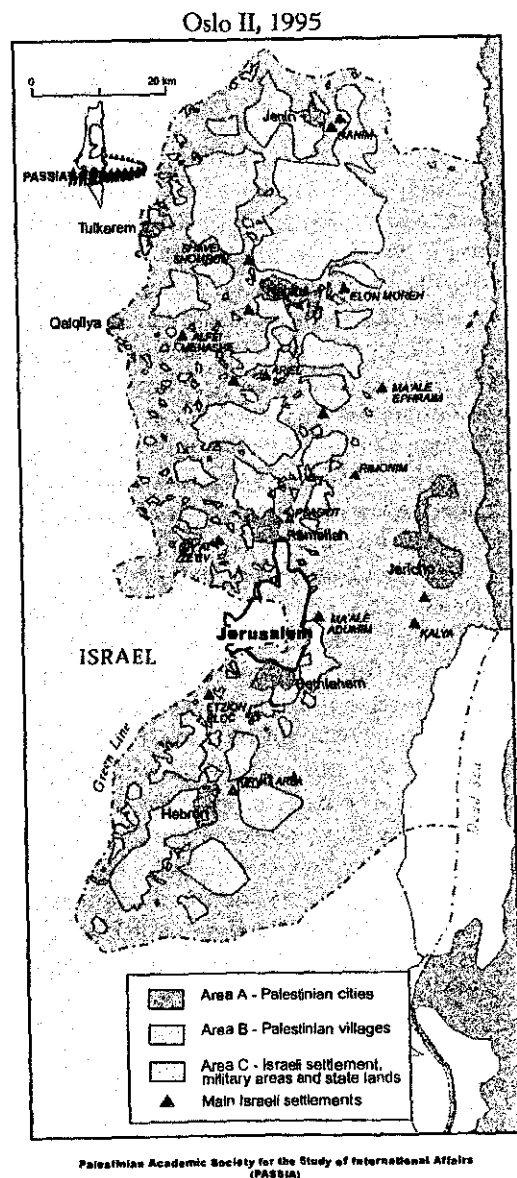 Oslo II, 1995
0 20 km
PASSIA
Jenin
Tulkarem
ELON MOREH
Qalqiliya
ARIEL
MA'ALE
EPHRAIM
RIMONIM
Ramallah
Jericho
Jerusalem
MA'ALE
ADUMIM
KALYA
ISRAEL
Bethlehem
ETZION
BLOC
Green Line
Dead Sea
Hebron
Area A - Palestinian cities
Area B - Palestinian villages
Area C - Israeli settlement,
military areas and state lands
Main Israeli settlements
Palestinian Academic Society for the Study of International Affairs
(PASSIA)